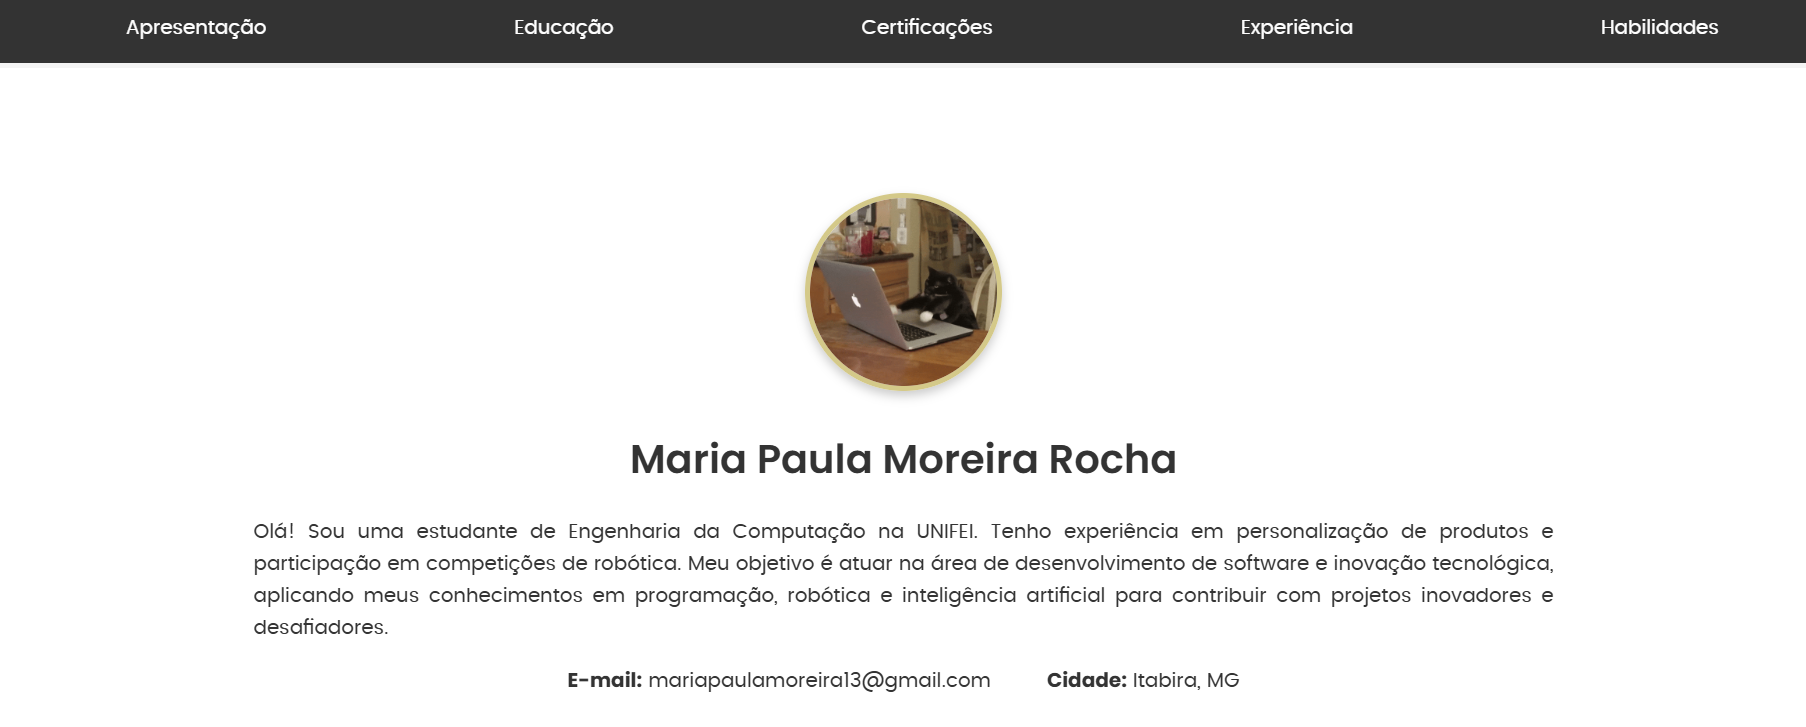 Apresentação Educação Certificações Experiência Habilidades
Maria Paula Moreira Rocha
Olá! Sou uma estudante de Engenharia da Computação na UNIFEI. Tenho experiência em personalização de produtos e
participação em competições de robótica. Meu objetivo é atuar na área de desenvolvimento de software e inovação tecnológica,
aplicando meus conhecimentos em programação, robótica e inteligência artificial para contribuir com projetos inovadores e
desafiadores.
E-mail: mariapaulamoreira13@gmail.com Cidade: Itabira, MG